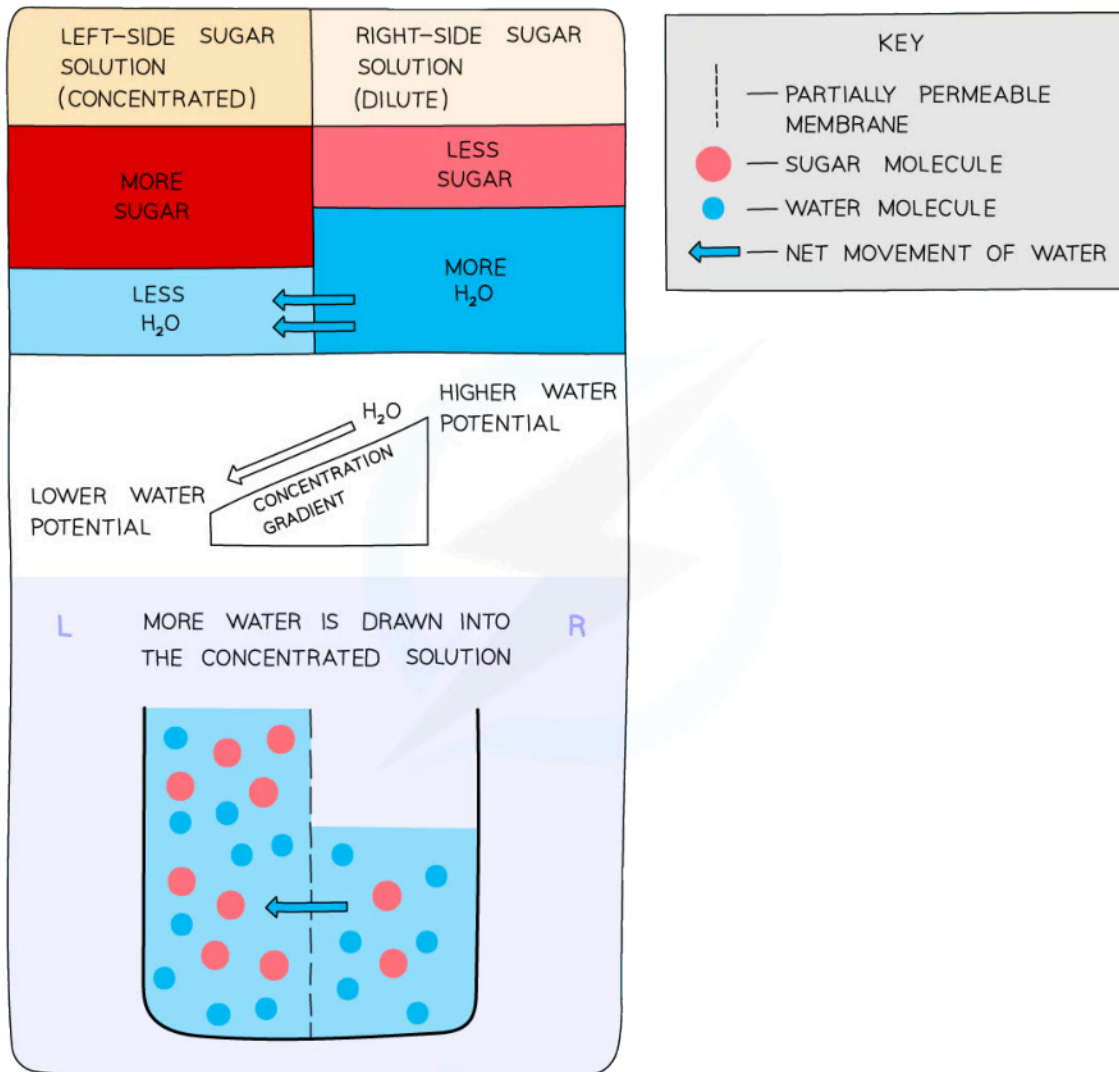 LEFT-SIDE SUGAR
SOLUTION
(CONCENTRATED)
RIGHT-SIDE SUGAR
SOLUTION
(DILUTE)
MORE
SUGAR
LESS
SUGAR
LESS
H₂O
MORE
H₂O
H₂O
HIGHER WATER
POTENTIAL
CONCENTRATION
GRADIENT
LOWER WATER
POTENTIAL
L
MORE WATER IS DRAWN INTO
THE CONCENTRATED SOLUTION
R
KEY
PARTIALLY PERMEABLE
MEMBRANE
SUGAR MOLECULE
WATER MOLECULE
NET MOVEMENT OF WATER